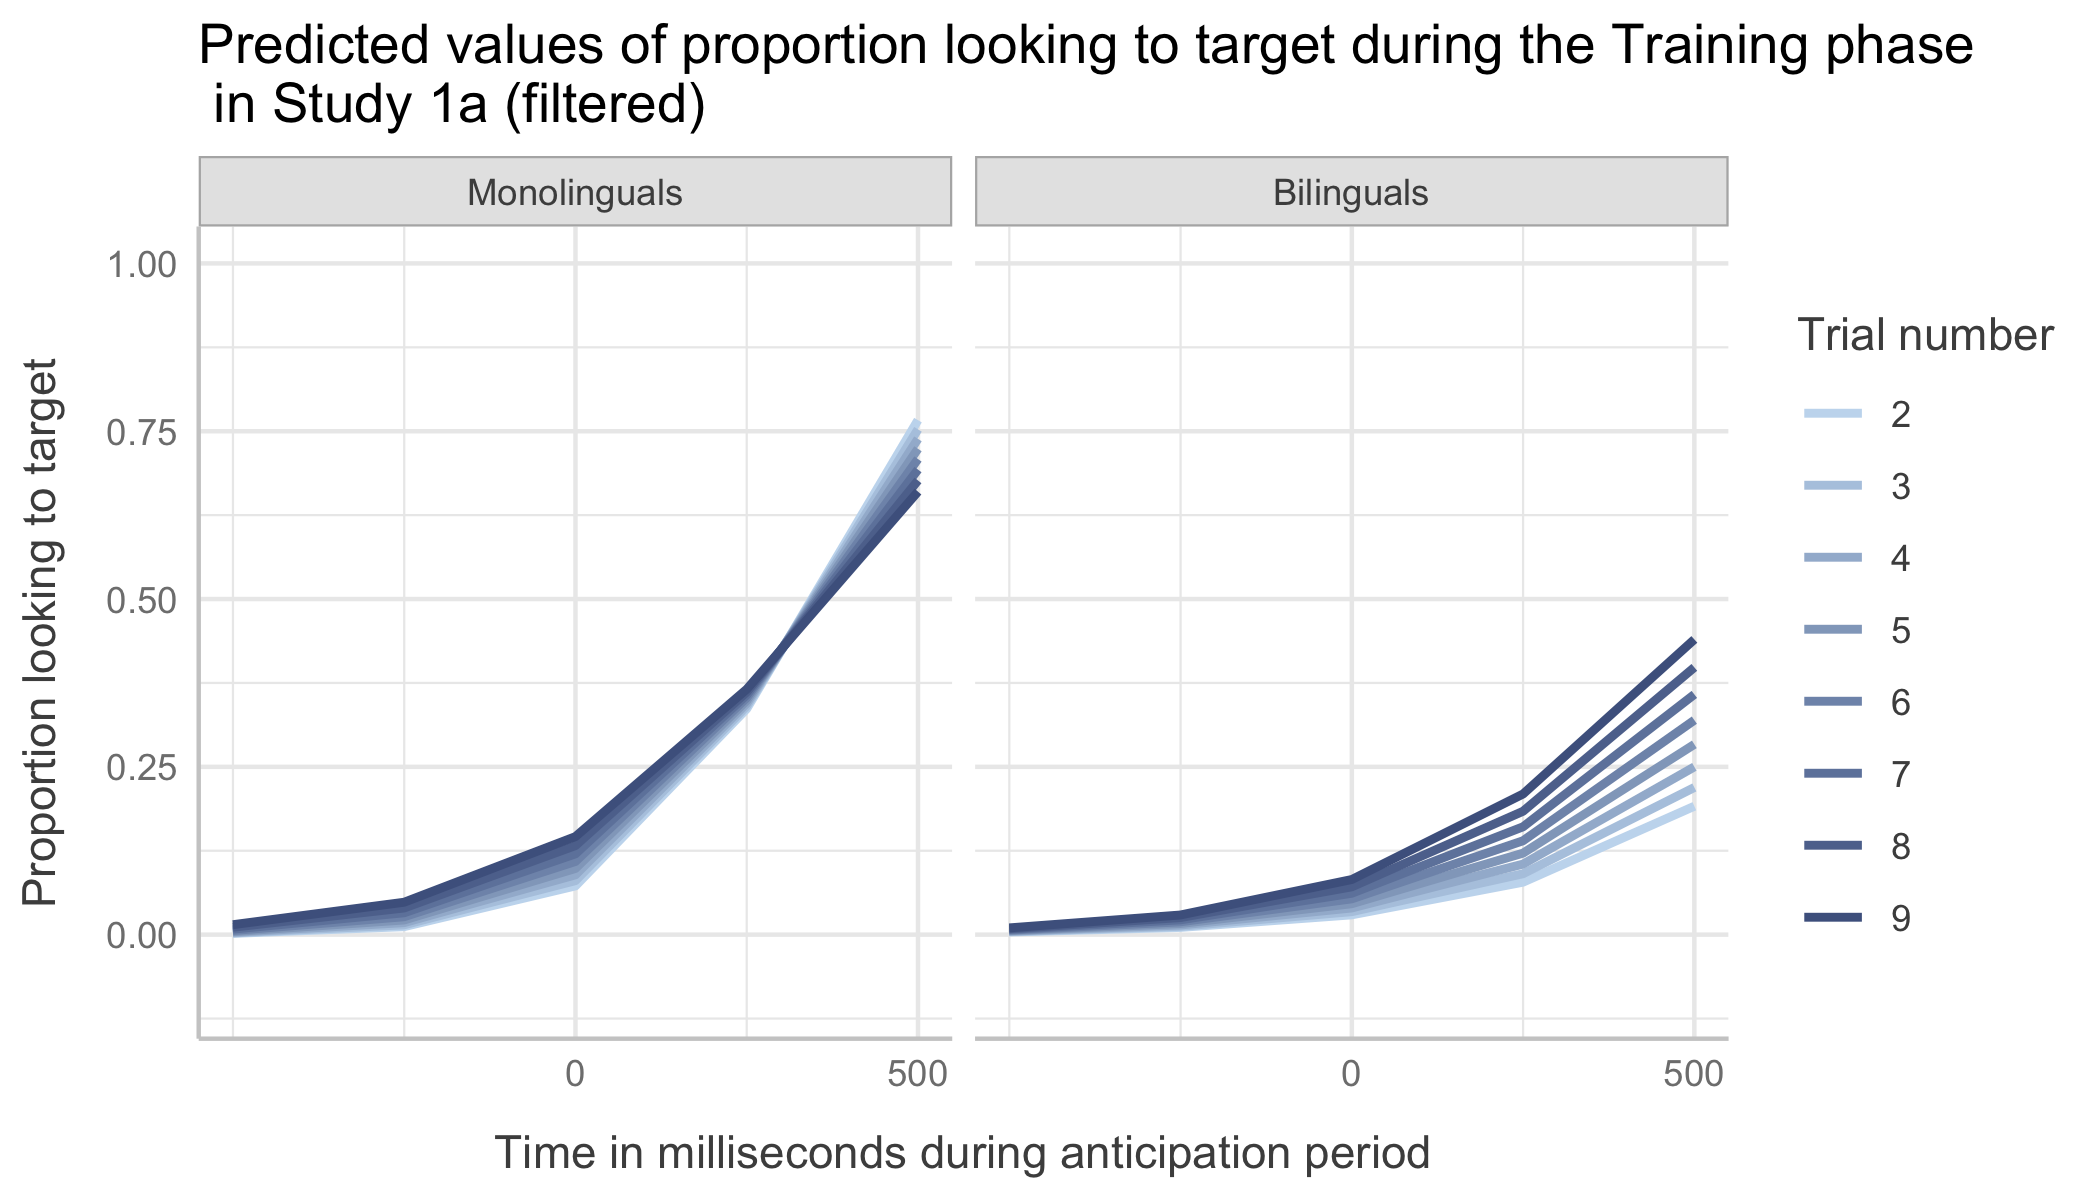 Predicted values of proportion looking to target during the Training phase
in Study 1a (filtered)
Monolinguals
Bilinguals
1.00
0.75
0.50
0.25
0.00
Proportion looking to target
0
500
0
500
Time in milliseconds during anticipation period
Trial number
2
3
4
5
6
7
8
9